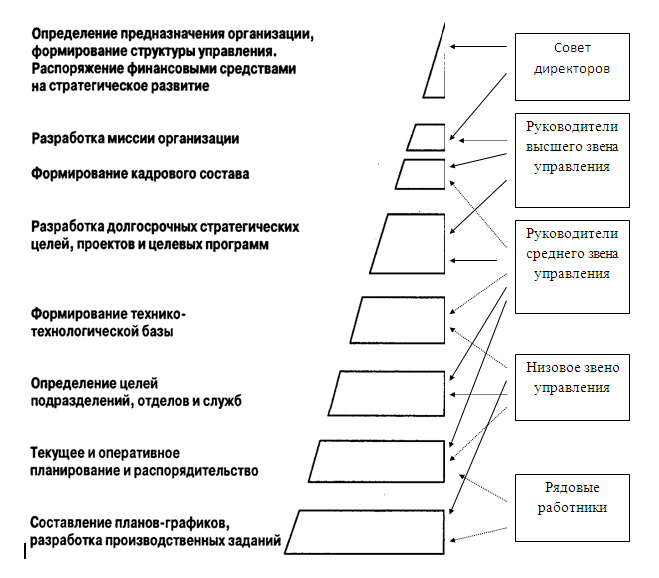 Определение предназначения организации,
формирование структуры управления.
Распоряжение финансовыми средствами
на стратегическое развитие
Разработка миссии организации
Формирование кадрового состава
Разработка долгосрочных стратегических
целей, проектов и целевых программ
Формирование технико-
технологической базы
Определение целей
подразделений, отделов и служб
Текущее и оперативное
планирование и распорядительство
Составление планов-графиков,
разработка производственных заданий
Совет
директоров
Руководители
высшего звена
управления
Руководители
среднего звена
управления
Низовое звено
управления
Рядовые
работники